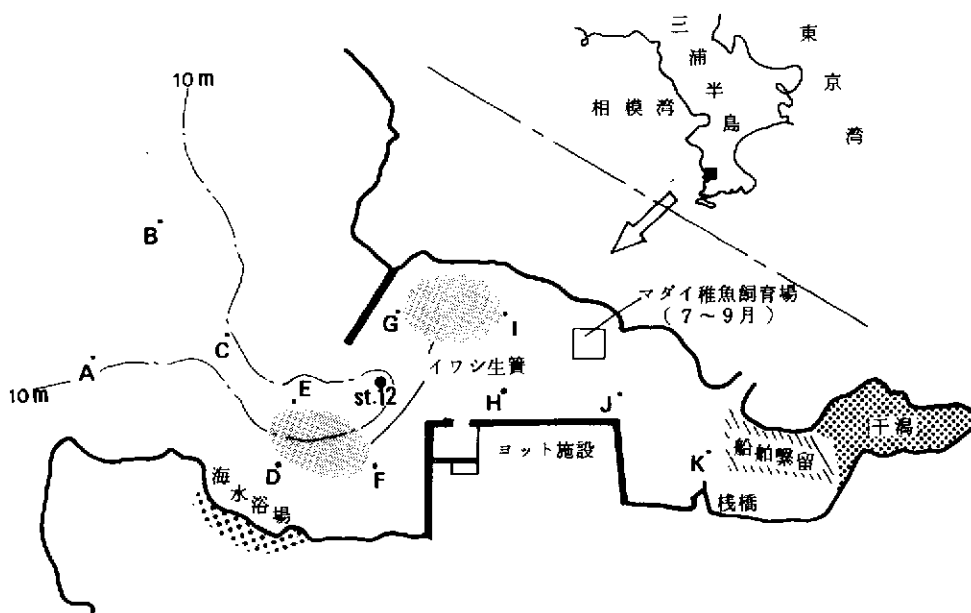 三浦半島
東京湾
相模湾
10m
B
マダイ稚魚飼育場
(7〜9月)
G
I
C
A
イワシ生簀
E
st.12
10m
H
J
干潟
ヨット施設
船舶繋留
D
F
K
海水浴場
桟橋